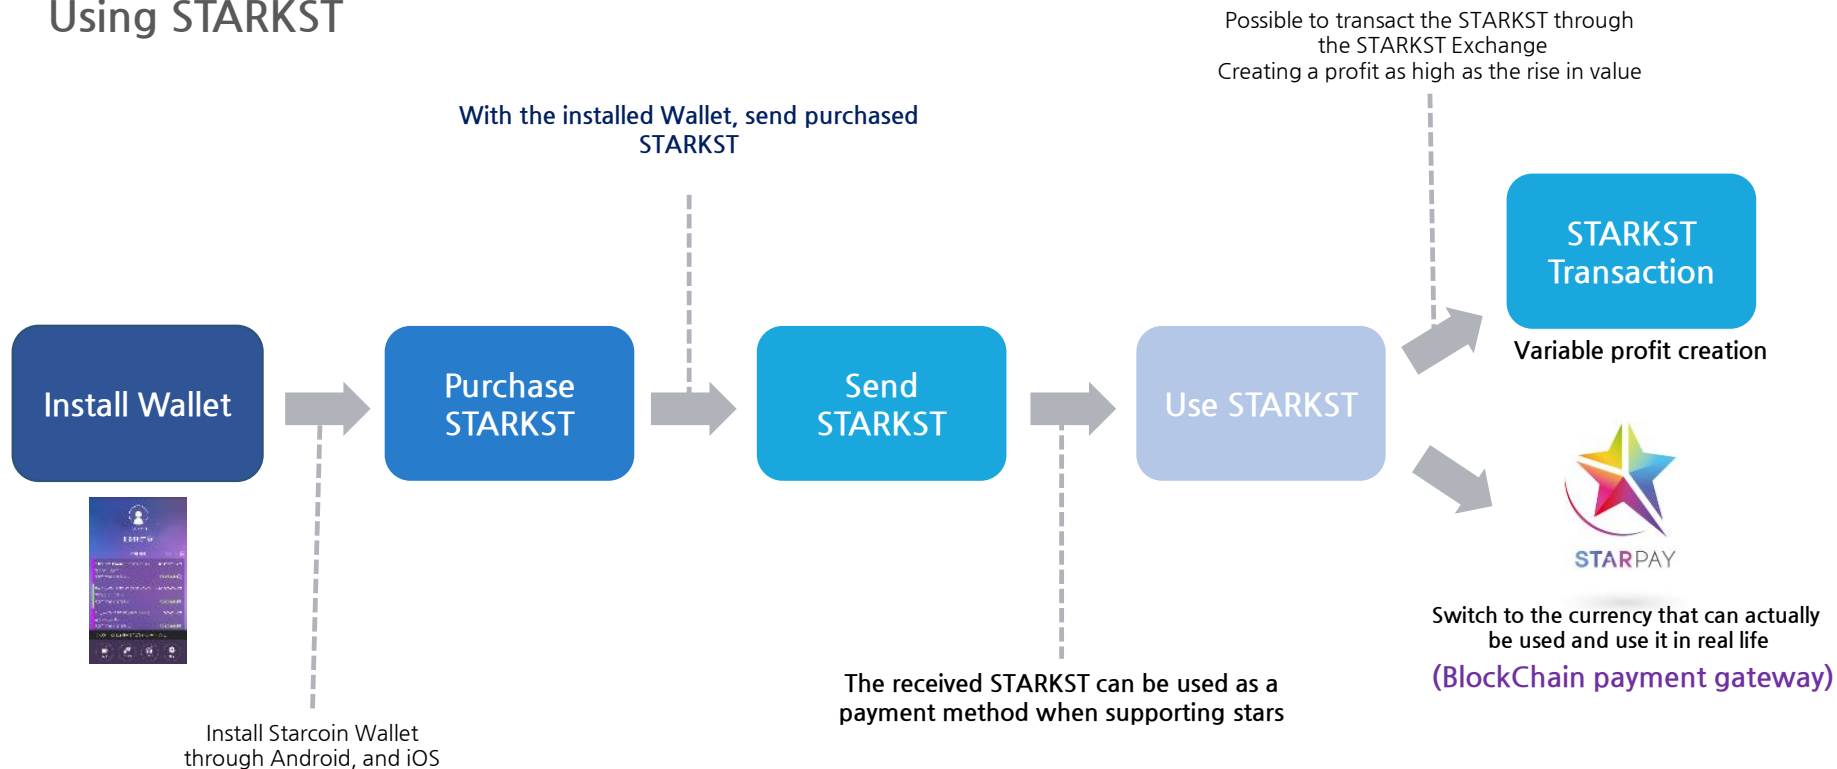 Using STARKST
Possible to transact the STARKST through
the STARKST Exchange
Creating a profit as high as the rise in value
With the installed Wallet, send purchased
STARKST
STARKST
Transaction
Variable profit creation
Install Wallet
Purchase
STARKST
Send
STARKST
Use STARKST
STARPAY
Switch to the currency that can actually
be used and use it in real life
(BlockChain payment gateway)
The received STARKST can be used as a
payment method when supporting stars
Install Starcoin Wallet
through Android, and iOS